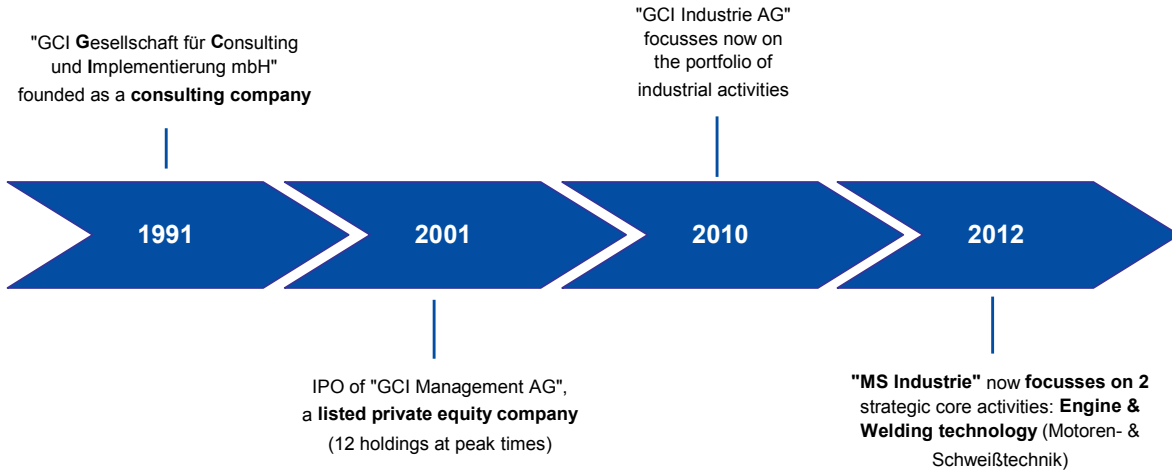 "GCI Gesellschaft für Consulting
und Implementierung mbH"
founded as a consulting company
"GCI Industrie AG"
focusses now on
the portfolio of
industrial activities
1991
2001
2010
2012
IPO of "GCI Management AG",
a listed private equity company
(12 holdings at peak times)
"MS Industrie" now focusses on 2
strategic core activities: Engine &
Welding technology (Motoren- &
Schweißtechnik)